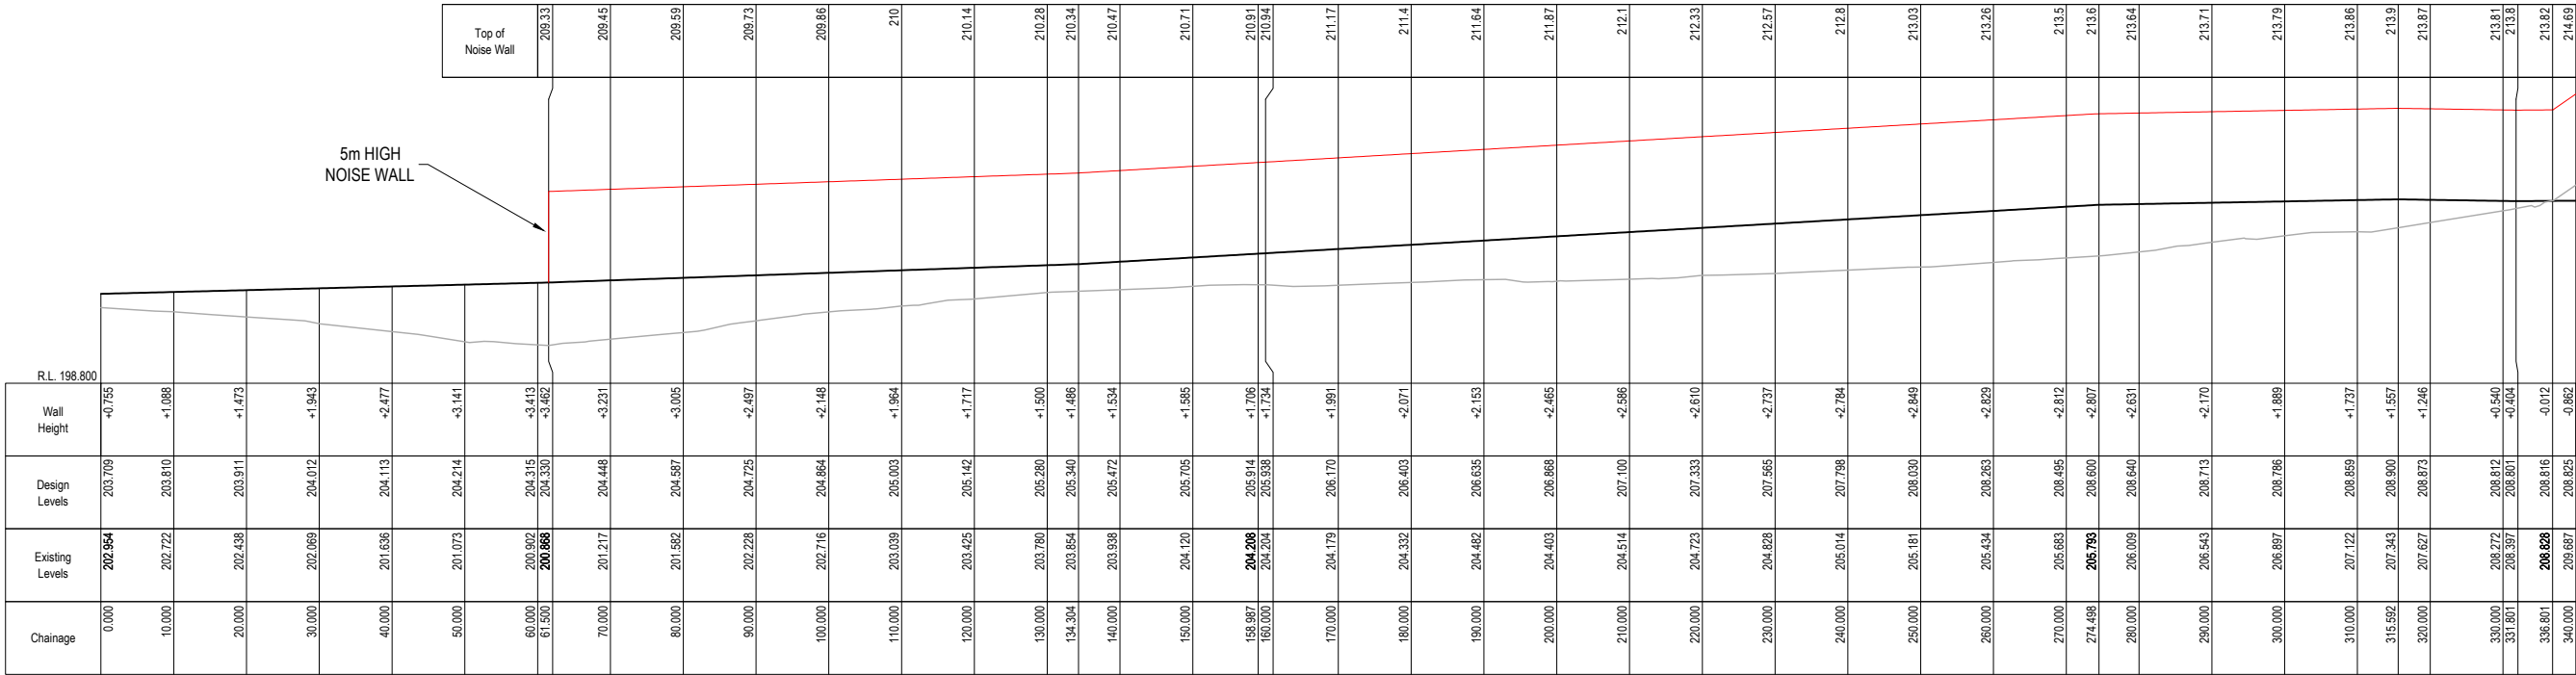 Top of
Noise Wall
209.33 209.45 209.59 209.73 209.86 210 210.14 210.28 210.34 210.47 210.71 210.91 210.94 211.17 211.4 211.64 211.87 212.1 212.33 212.57 212.8 213.03 213.26 213.5 213.6 213.64 213.71 213.79 213.86 213.9 213.87 213.81 213.8 213.82 214.69
5m HIGH
NOISE WALL
R.L. 198.800
Wall
Height
+0.755 +1.088 +1.473 +1.943 +2.477 +3.141 +3.413 +3.462 +3.231 +3.005 +2.497 +2.148 +1.964 +1.717 +1.500 +1.486 +1.534 +1.585 +1.706 +1.734 +1.991 +2.071 +2.153 +2.465 +2.586 +2.610 +2.737 +2.784 +2.849 +2.829 +2.812 +2.807 +2.631 +2.170 +1.889 +1.737 +1.557 +1.246 +0.540 +0.404 -0.012 -0.862
Design
Levels
203.709 203.810 203.911 204.012 204.113 204.214 204.315 204.330 204.448 204.587 204.725 204.864 205.003 205.142 205.280 205.340 205.472 205.705 205.914 205.938 206.170 206.403 206.635 206.868 207.100 207.333 207.565 207.798 208.030 208.263 208.495 208.600 208.640 208.713 208.786 208.859 208.900 208.873 208.812 208.801 208.816 208.825
Existing
Levels
202.954 202.722 202.438 202.069 201.636 201.073 200.902 200.868 201.217 201.582 202.228 202.716 203.039 203.425 203.780 203.854 203.938 204.120 204.208 204.204 204.179 204.332 204.482 204.403 204.514 204.723 204.828 205.014 205.181 205.434 205.683 205.793 206.009 206.543 206.897 207.122 207.343 207.627 208.272 208.397 208.828 209.687
Chainage
0.000 10.000 20.000 30.000 40.000 50.000 60.000 61.500 70.000 80.000 90.000 100.000 110.000 120.000 130.000 134.304 140.000 150.000 158.987 160.000 170.000 180.000 190.000 200.000 210.000 220.000 230.000 240.000 250.000 260.000 270.000 274.498 280.000 290.000 300.000 310.000 315.592 320.000 330.000 331.801 336.801 340.000